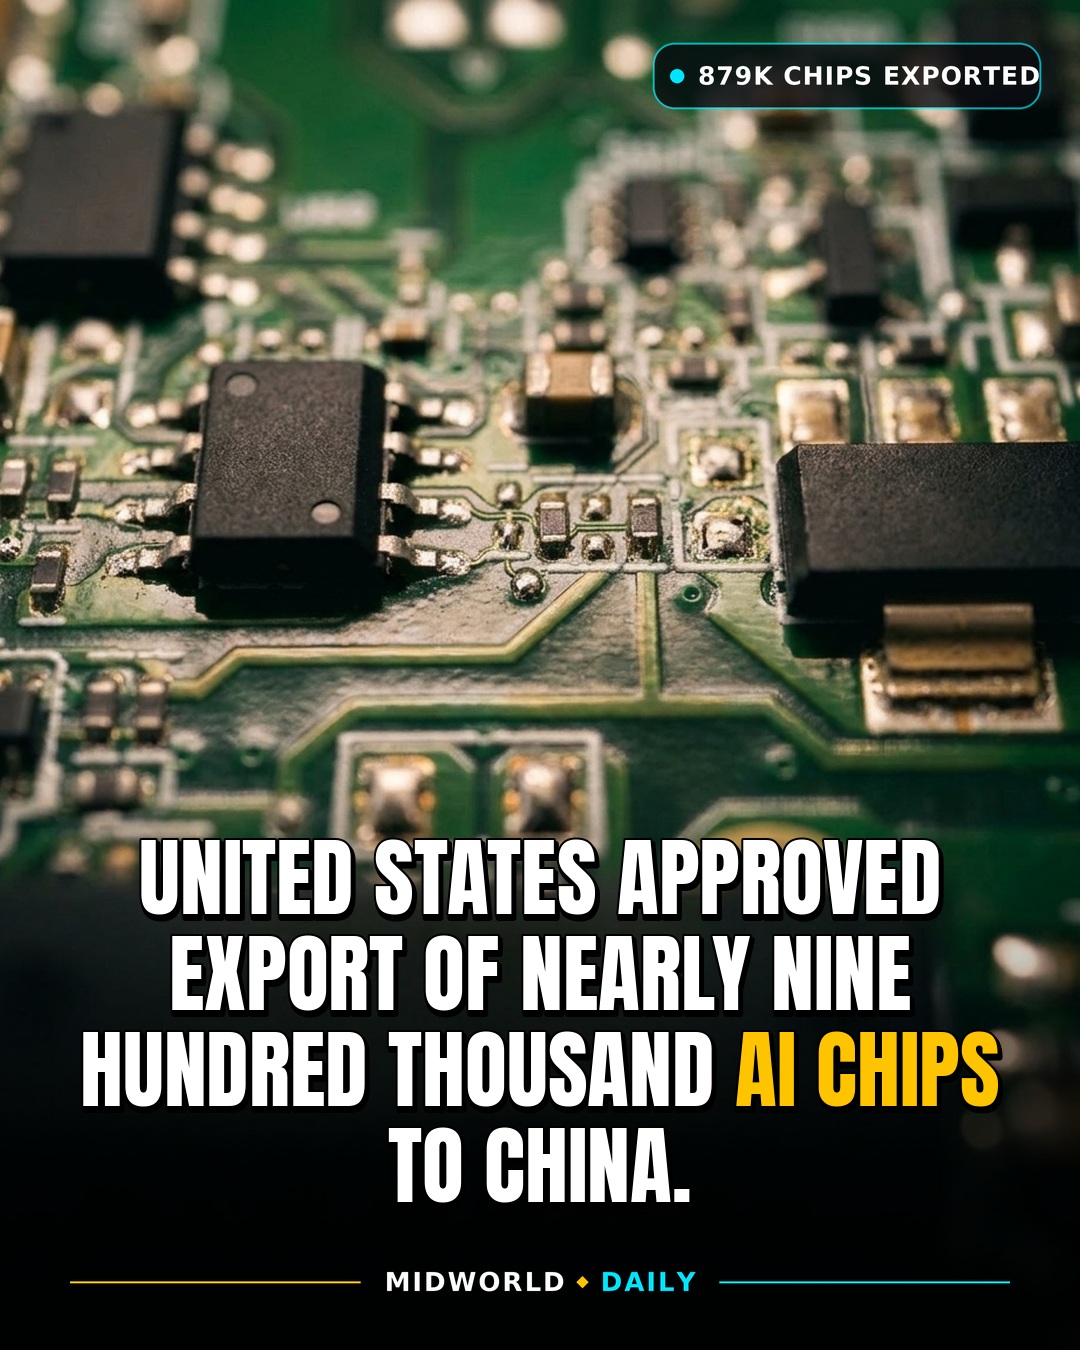 879K CHIPS EXPORTED
UNITED STATES APPROVED
EXPORT OF NEARLY NINE
HUNDRED THOUSAND AI CHIPS
TO CHINA.
MIDWORLD DAILY